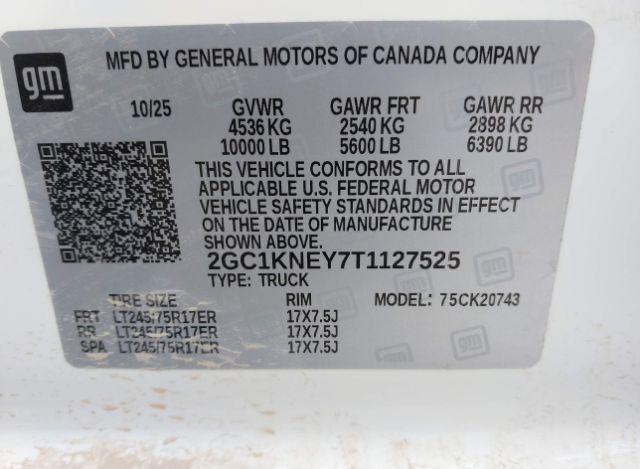 gm
MFD BY GENERAL MOTORS OF CANADA COMPANY
10/25 GVWR GAWR FRT GAWR RR
4536 KG 2540 KG 2898 KG
10000 LB 5600 LB 6390 LB
THIS VEHICLE CONFORMS TO ALL
APPLICABLE U.S. FEDERAL MOTOR
VEHICLE SAFETY STANDARDS IN EFFECT
ON THE DATE OF MANUFACTURE
SHOWN ABOVE.
2GC1KNEY7T1127525
TYPE: TRUCK
TIRE SIZE RIM MODEL: 75CK20743
FRT LT245/75R17ER 17X7.5J
RR LT245/75R17ER 17X7.5J
SPA LT245/75R17ER 17X7.5J